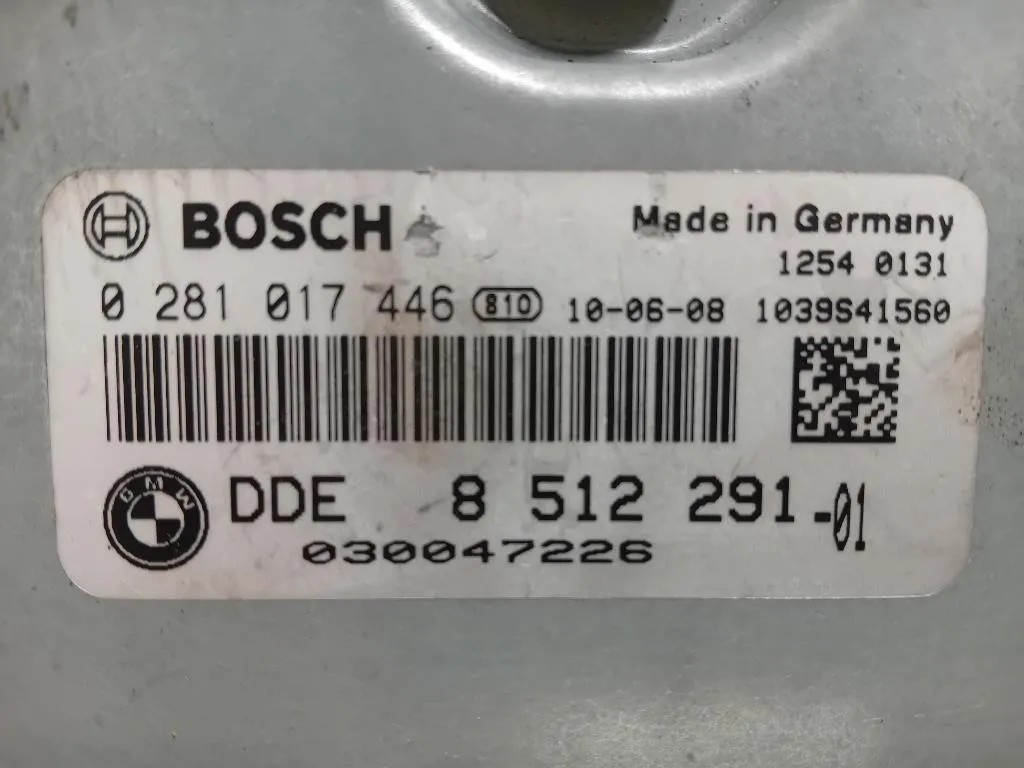 BOSCH
Made in Germany
1254 0131
0 281 017 446 810 10-06-08 1039S41560
BMW
DDE 8 512 291-01
030047226